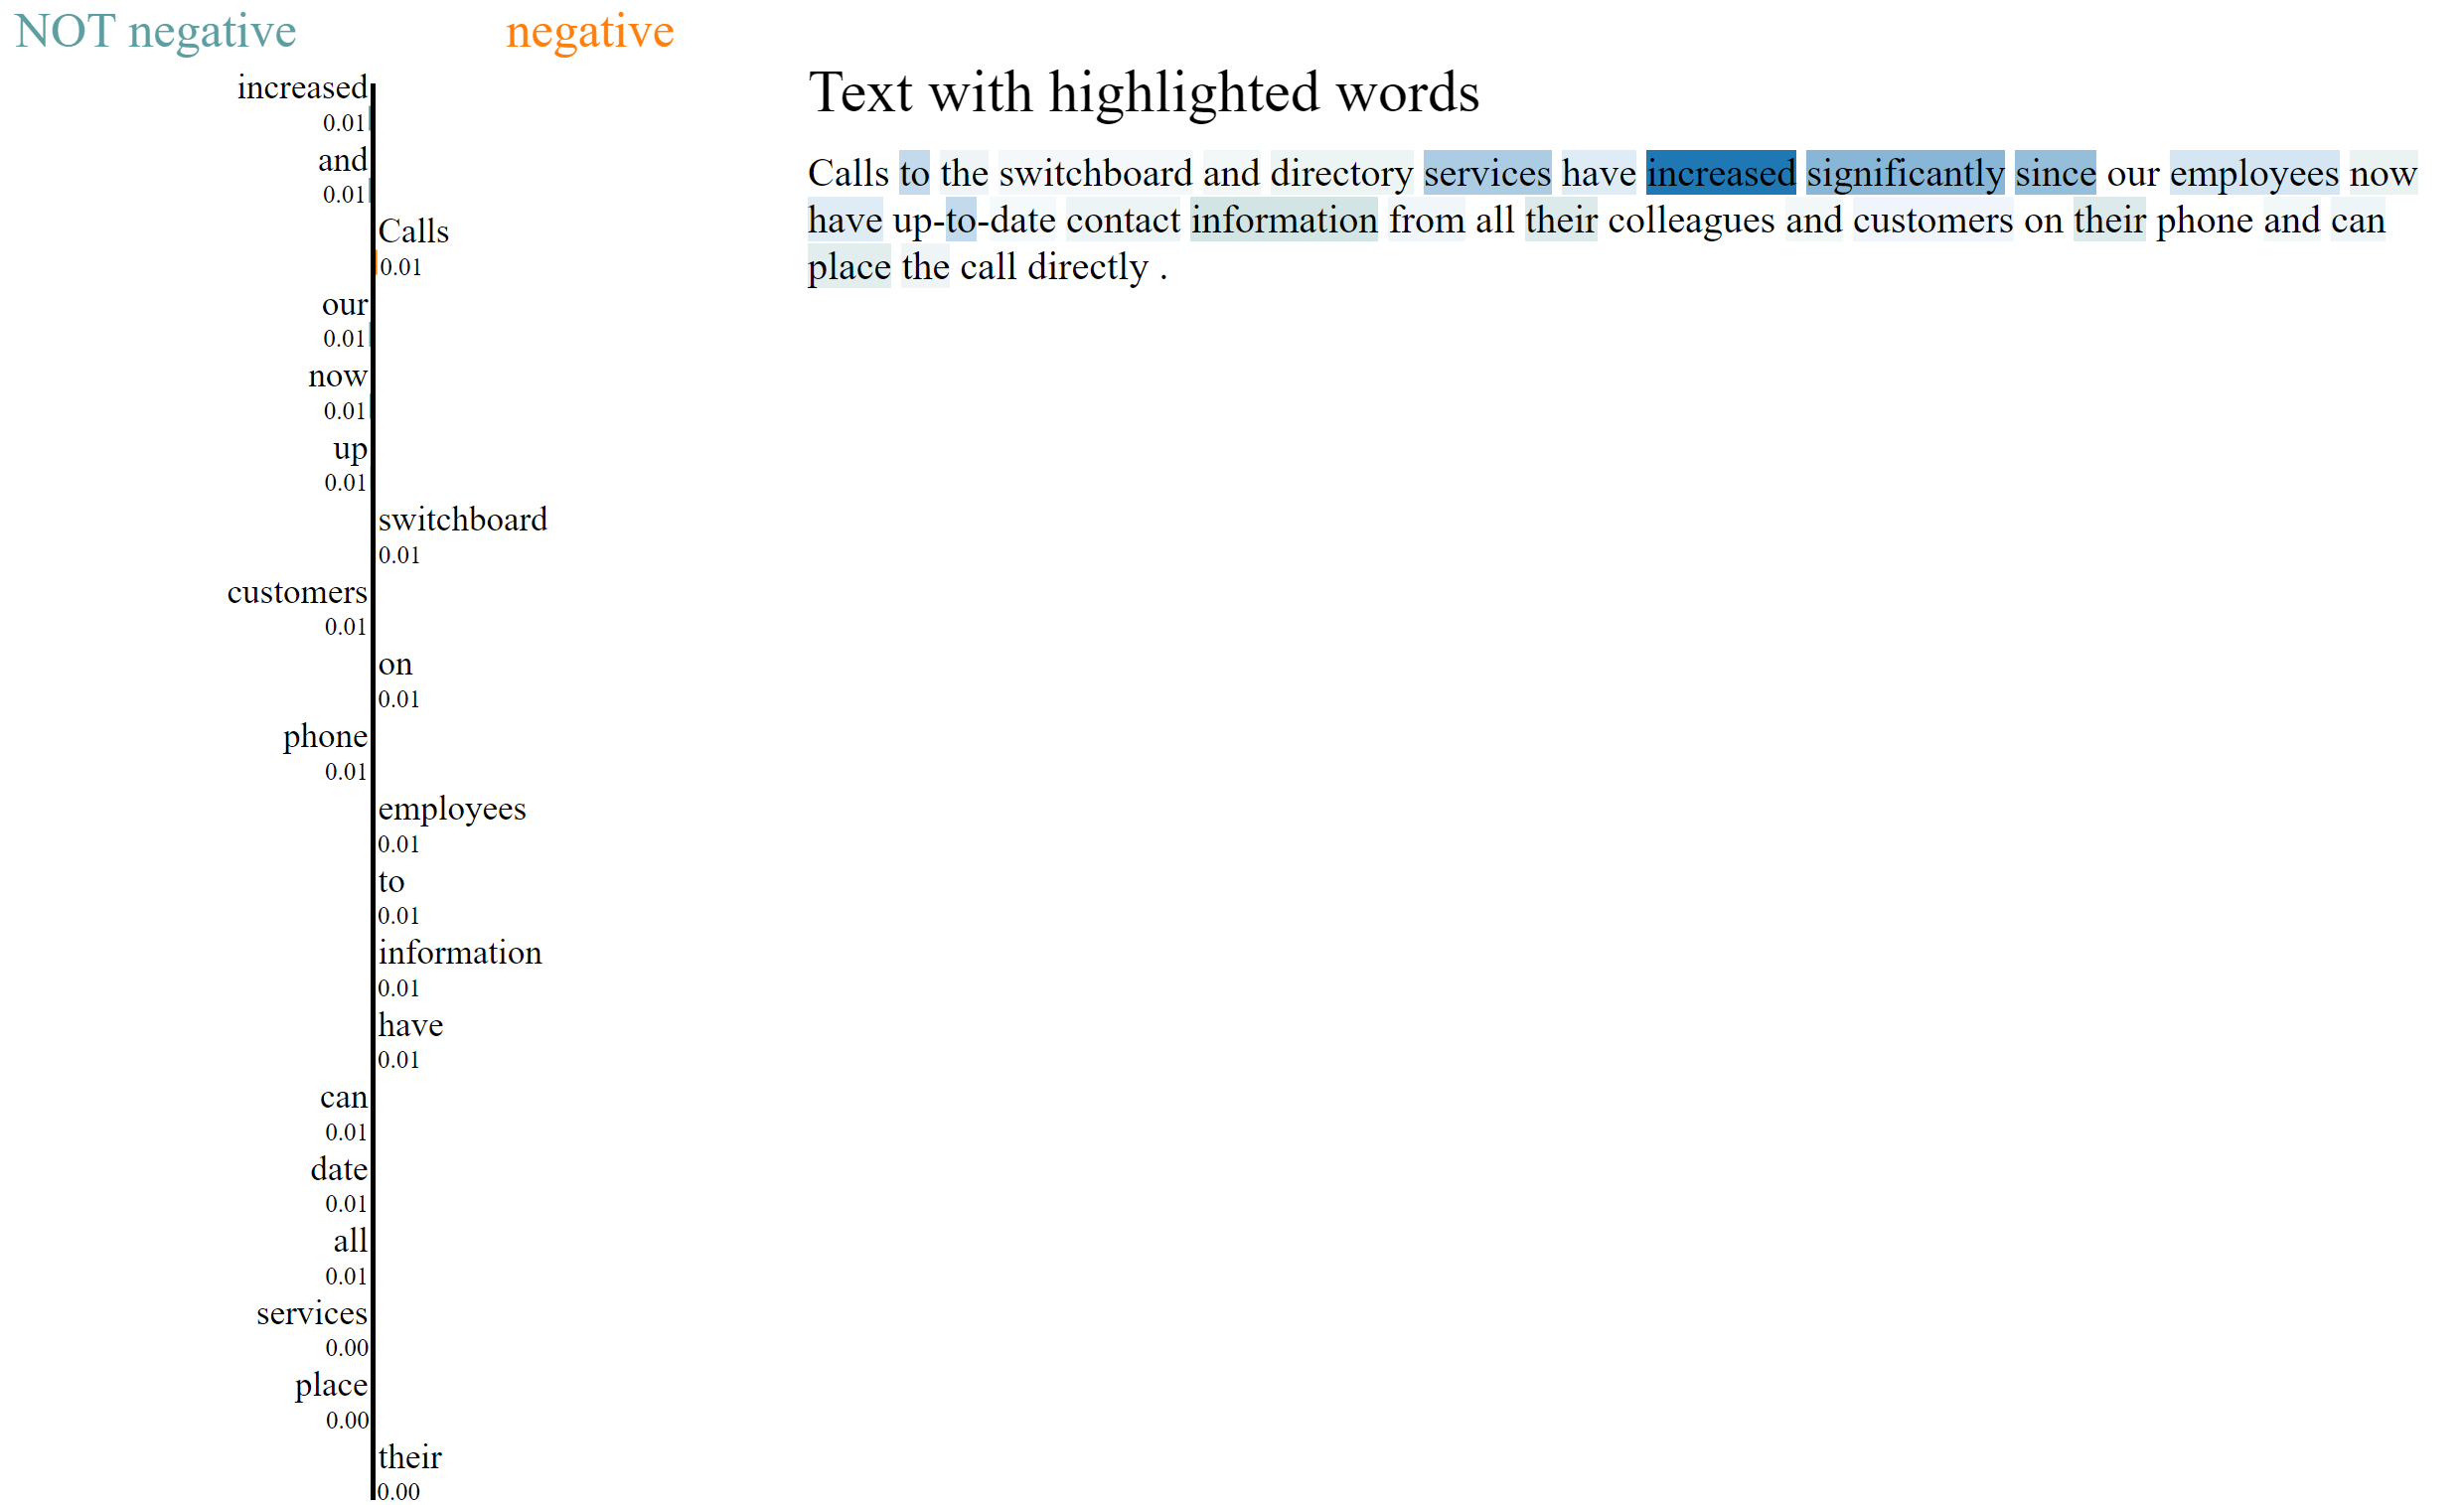 NOT negative negative
increased
0.01
and
0.01
Calls
0.01
our
0.01
now
0.01
up
0.01
switchboard
0.01
customers
0.01
on
0.01
phone
0.01
employees
0.01
to
0.01
information
0.01
have
0.01
can
0.01
date
0.01
all
0.01
services
0.00
place
0.00
their
0.00
Text with highlighted words
Calls to the switchboard and directory services have increased significantly since our employees now
have up-to-date contact information from all their colleagues and customers on their phone and can
place the call directly .